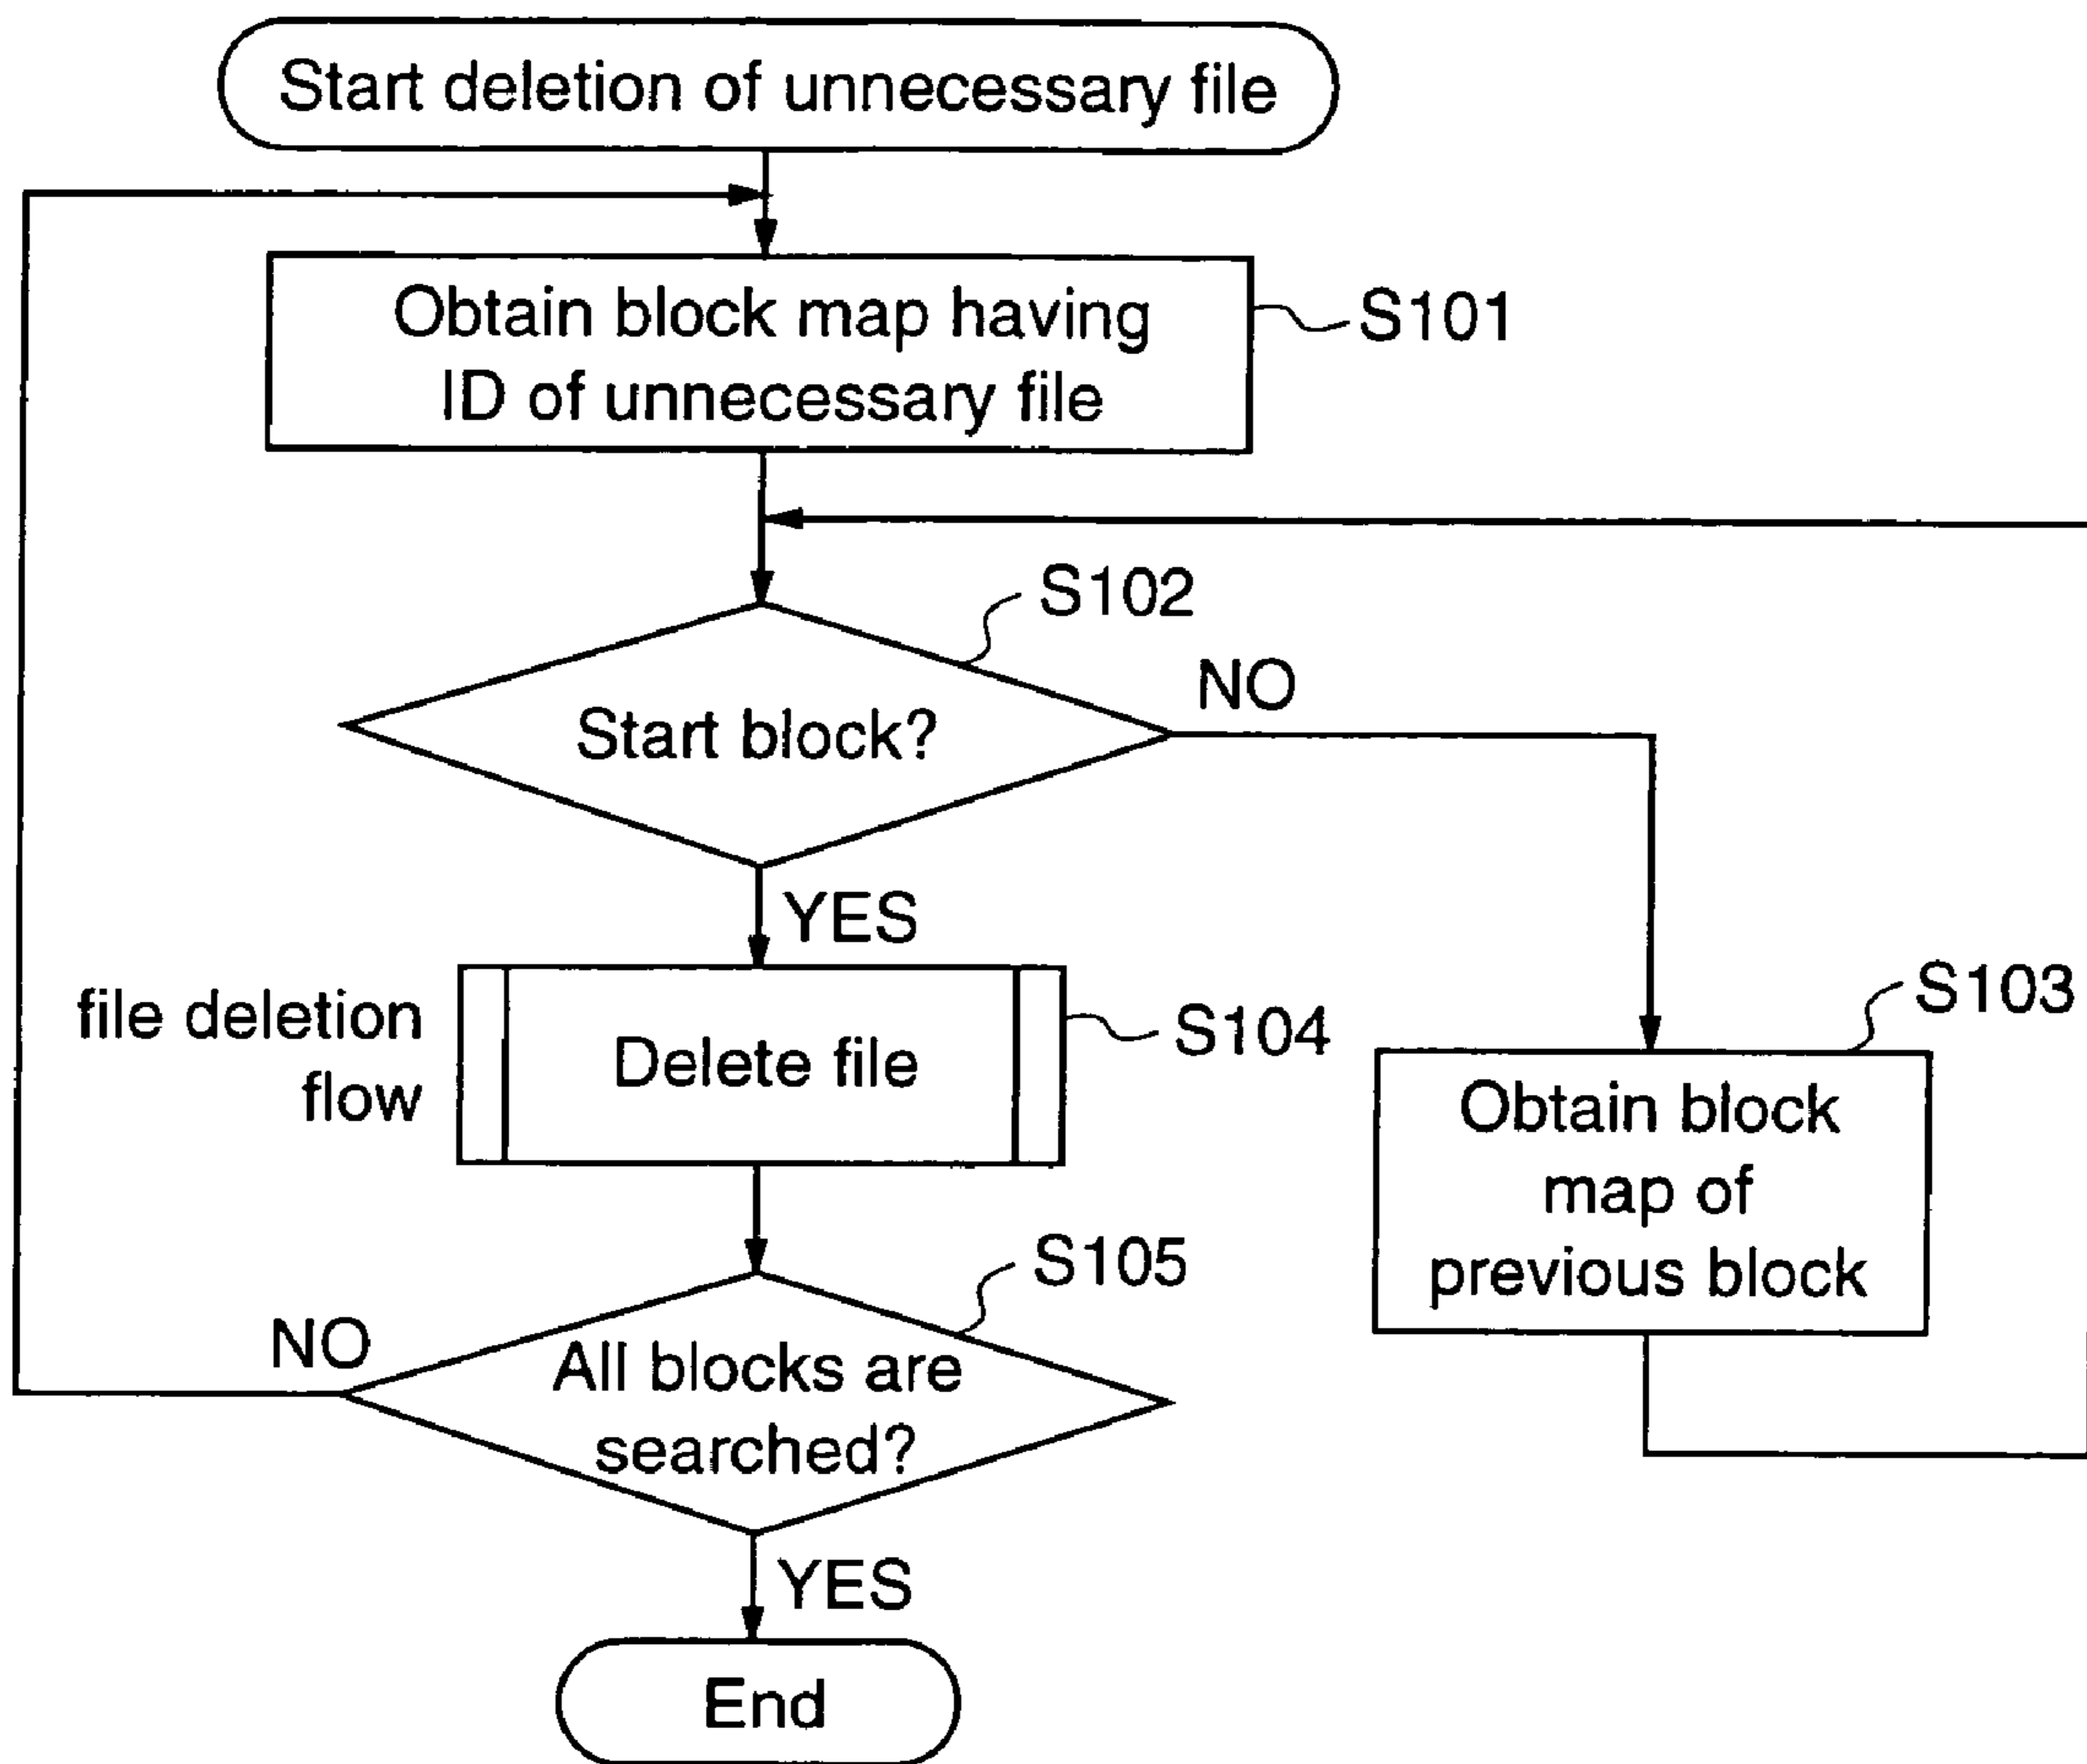 Start deletion of unnecessary file
Obtain block map having
ID of unnecessary file
S101
S102
Start block?
NO
YES
file deletion
flow
Delete file
S104
S103
Obtain block
map of
previous block
S105
All blocks are
searched?
NO
YES
End